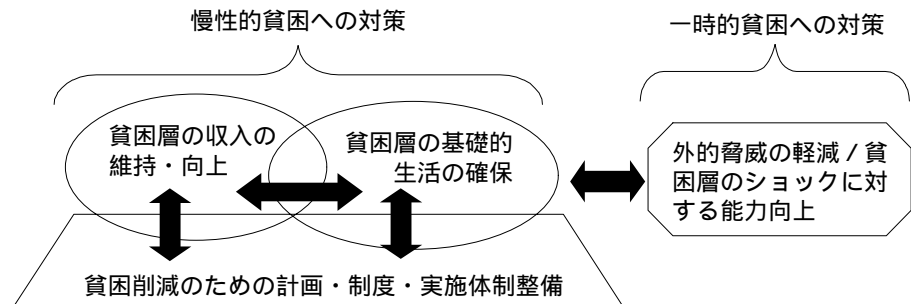 慢性的貧困への対策
一時的貧困への対策
貧困層の収入の
維持・向上
貧困層の基礎的
生活の確保
外的脅威の軽減/貧
困層のショックに対
する能力向上
貧困削減のための計画・制度・実施体制整備